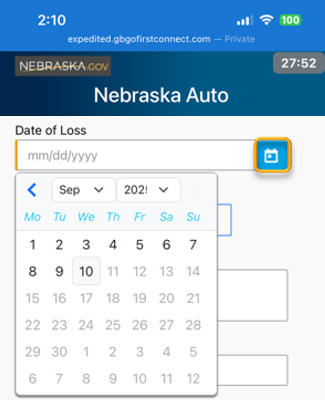 2:10 100
expedited.gbgofirstconnect.com — Private
NEBRASKA.GOV 27:52
Nebraska Auto
Date of Loss
mm/dd/yyyy
Sep 2025
Mo Tu We Th Fr Sa Su
1 2 3 4 5 6 7
8 9 10 11 12 13 14
15 16 17 18 19 20 21
22 23 24 25 26 27 28
29 30 1 2 3 4 5
6 7 8 9 10 11 12